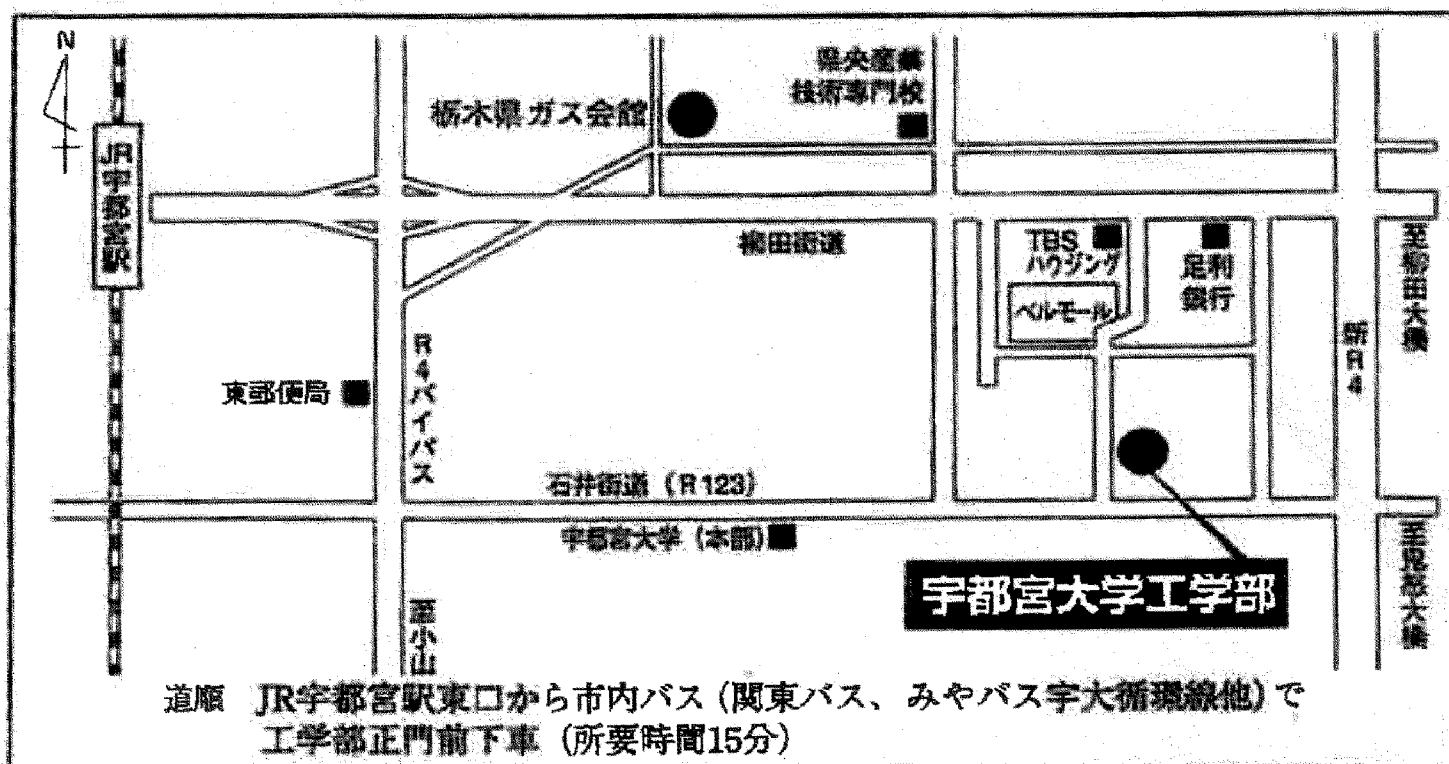 N
JR宇都宮駅
栃木県ガス会館
県央産業
技術専門校
柳田街道
TBS
ハウジング
ベルモール
足利
銀行
至柳田大橋
新R4
R4バイパス
東郵便局
石井街道(R123)
宇都宮大学(本部)
宇都宮大学工学部
至小山
道順 JR宇都宮駅東口から市内バス(関東バス、みやバス宇大循環線他)で
工学部正門前下車(所要時間15分)